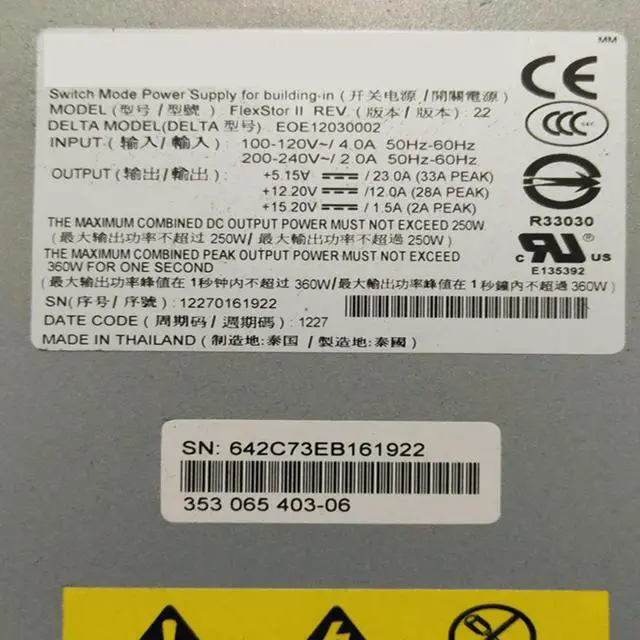 MM
Switch Mode Power Supply for building-in (开关电源 / 開關電源)
MODEL (型号 / 型號) : FlexStor II REV (版本 / 版本) : 22
DELTA MODEL(DELTA 型号) : EOE12030002
INPUT (输入 / 輸入) : 100-120V~/ 4.0A 50Hz-60Hz
200-240V~/ 2.0A 50Hz-60Hz
OUTPUT (输出 / 輸出) : +5.15V / 23.0A (33A PEAK)
+12.20V /12.0A (28A PEAK)
+15.20V / 1.5A (2A PEAK)
THE MAXIMUM COMBINED DC OUTPUT POWER MUST NOT EXCEED 250W.
(最大输出功率不超过 250W/ 最大輸出功率不超過 250W)
THE MAXIMUM COMBINED PEAK OUTPUT POWER MUST NOT EXCEED
360W FOR ONE SECOND
(最大输出功率峰值在 1 秒钟内不超过 360W/最大輸出功率峰值在 1 秒鐘內不超過 360W)
SN(序号 / 序號) : 12270161922
DATE CODE (周期码 / 週期碼) : 1227
MADE IN THAILAND (制造地:泰国 / 製造地:泰國)
CE
CCC
R33030
c RU ® US
E135392
SN: 642C73EB161922
353 065 403-06